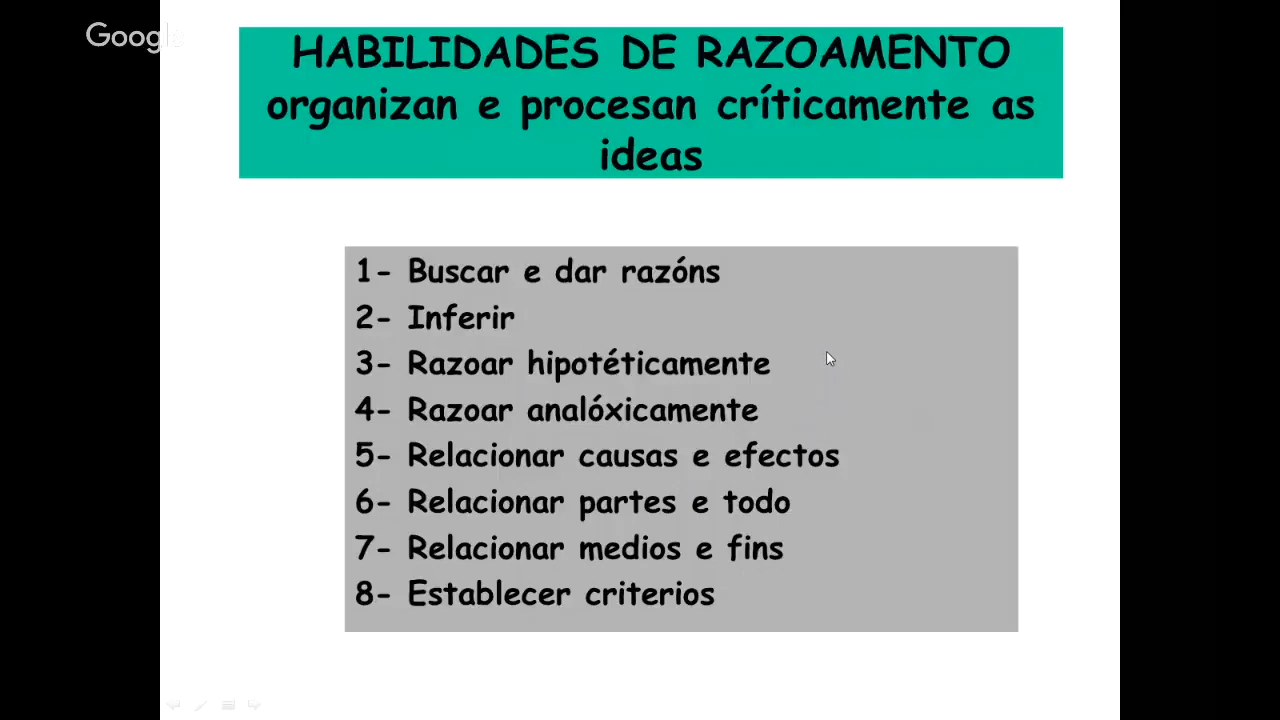 Google
HABILIDADES DE RAZOAMENTO
organizan e procesan críticamente as
ideas
1- Buscar e dar razóns
2- Inferir
3- Razoar hipotéticamente
4- Razoar analóxicamente
5- Relacionar causas e efectos
6- Relacionar partes e todo
7- Relacionar medios e fins
8- Establecer criterios